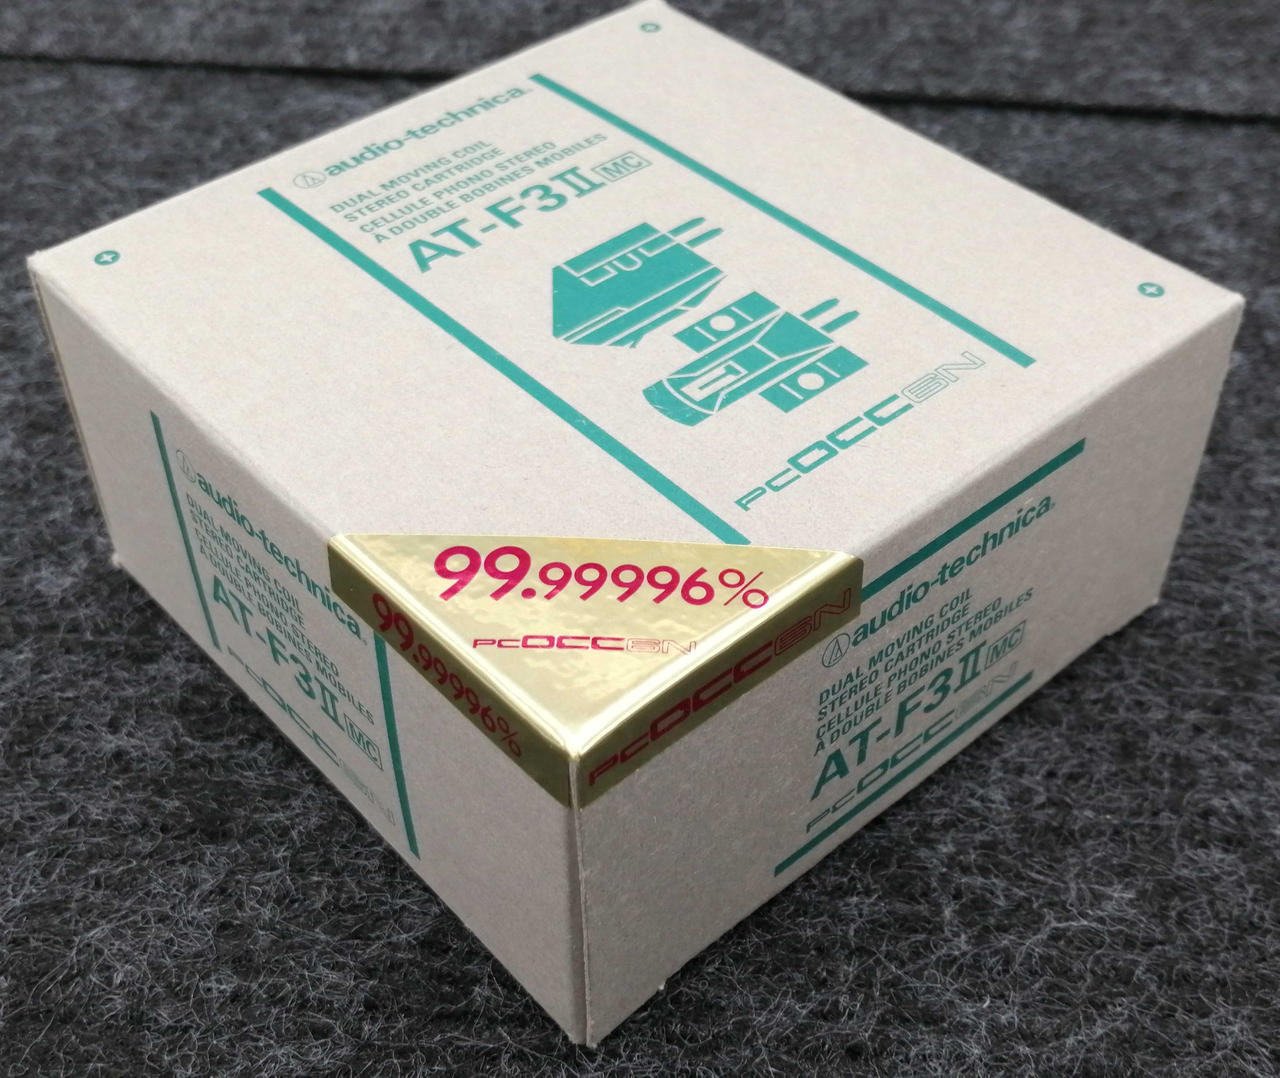 audio-technica.
DUAL MOVING COIL
STEREO CARTRIDGE
CELLULE PHONO STEREO
A DOUBLE BOBINES MOBILES
AT-F3II MC
PCOCC6N
99.99996%
PCOCC6N
99.99996%
PCOCC6N
audio-technica.
DUAL MOVING COIL
STEREO CARTRIDGE
CELLULE PHONO STEREO
A DOUBLE BOBINES MOBILES
AT-F3II MC
PCOCC6N
audio-technica.
DUAL MOVING COIL
STEREO CARTRIDGE
CELLULE PHONO STEREO
A DOUBLE BOBINES MOBILES
AT-F3II MC
PCOCC6N